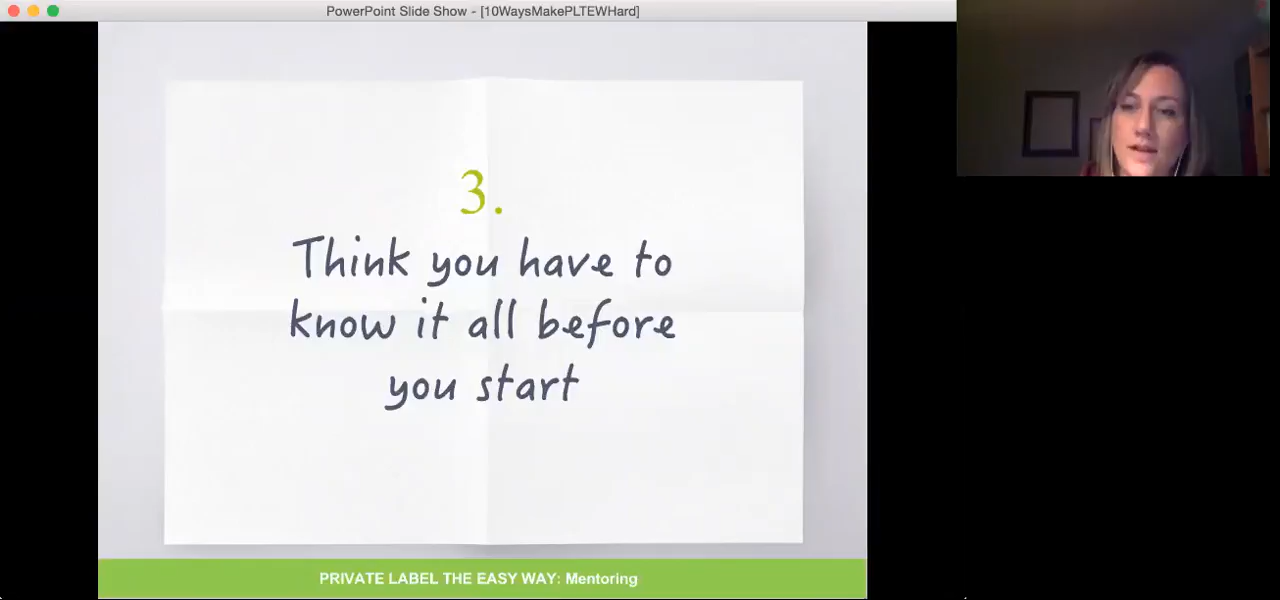 PowerPoint Slide Show - [10WaysMakePLTEWHard]
3.
Think you have to
know it all before
you start
PRIVATE LABEL THE EASY WAY: Mentoring